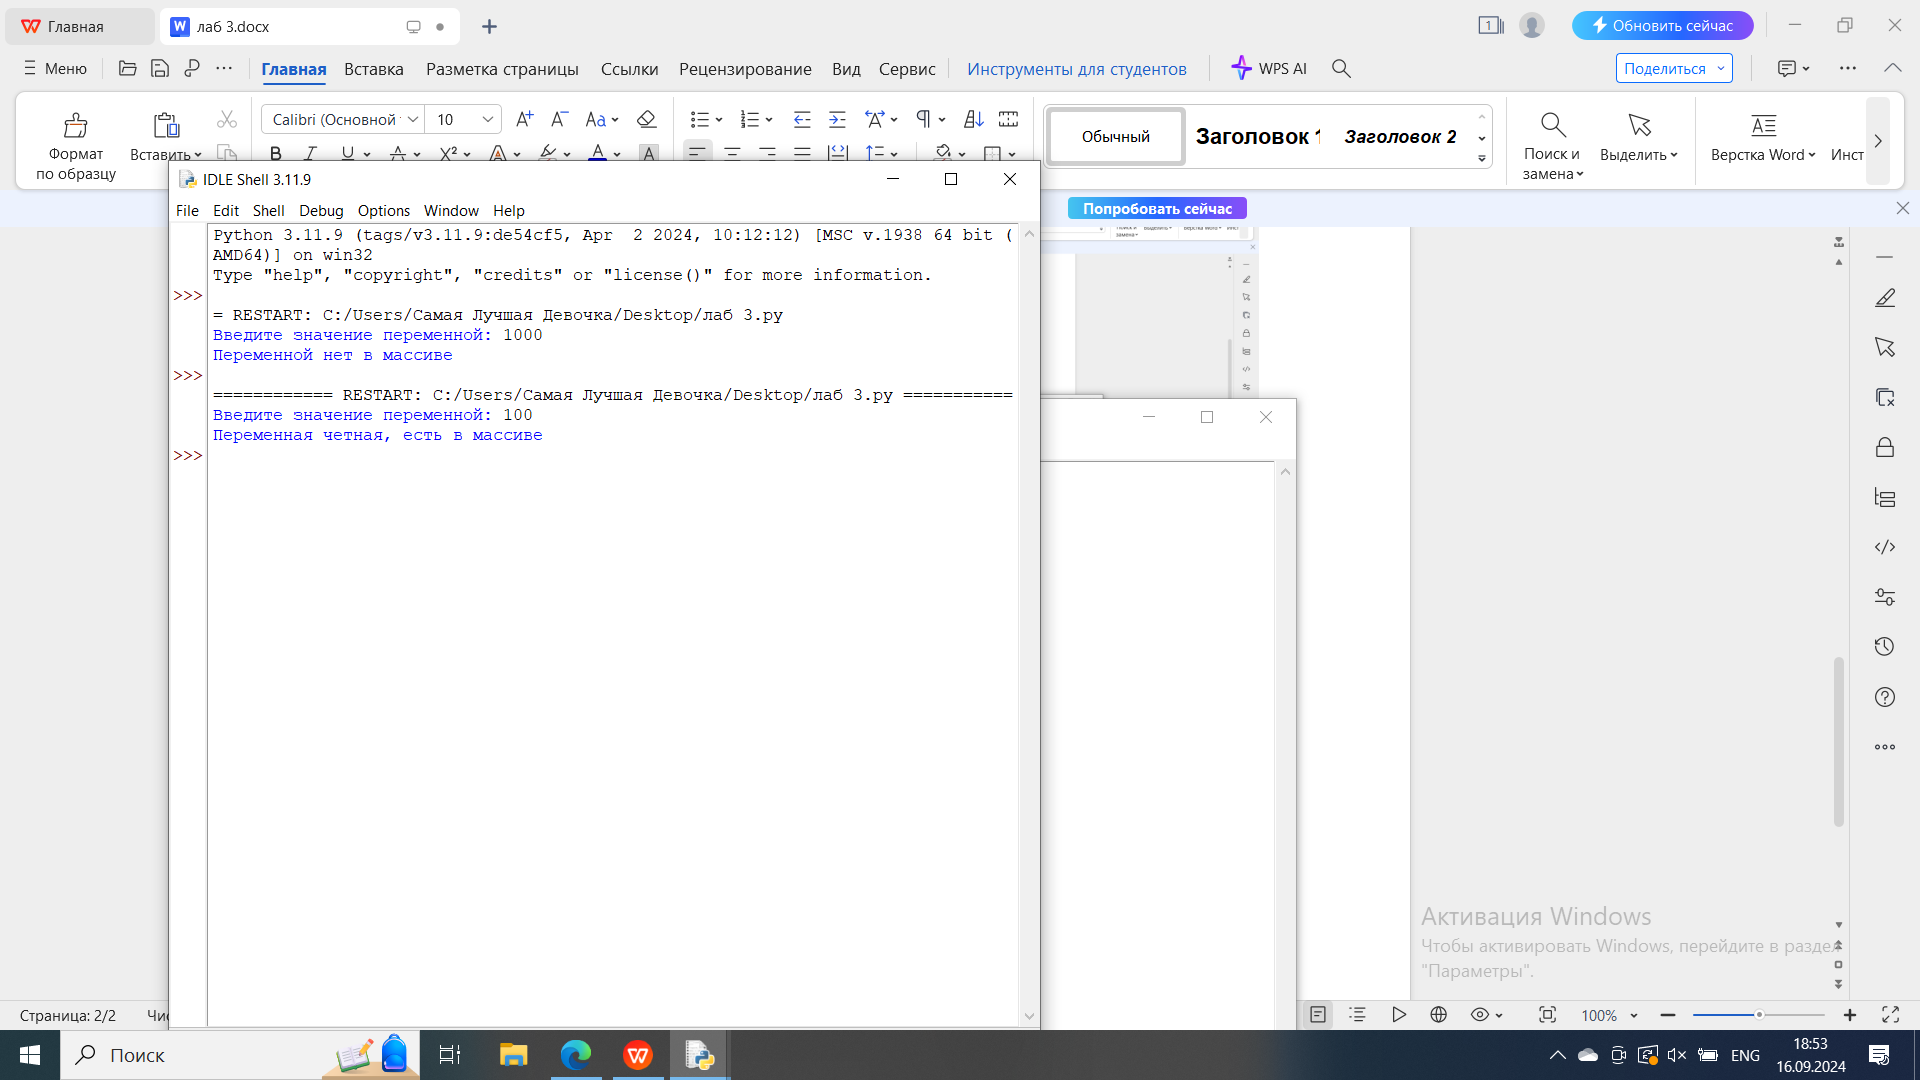 Главная
лаб 3.docx
1
Обновить сейчас
Меню
Главная Вставка Разметка страницы Ссылки Рецензирование Вид Сервис Инструменты для студентов WPS AI
Поделиться
Calibri (Основной
10
Обычный
Заголовок 1
Заголовок 2
Формат
по образцу
Вставить
Поиск и
замена
Выделить
Верстка Word
Инст
Попробовать сейчас
IDLE Shell 3.11.9
File Edit Shell Debug Options Window Help
Python 3.11.9 (tags/v3.11.9:de54cf5, Apr  2 2024, 10:12:12) [MSC v.1938 64 bit (
AMD64)] on win32
Type "help", "copyright", "credits" or "license()" for more information.
>>>
= RESTART: C:/Users/Самая Лучшая Девочка/Desktop/лаб 3.py
Введите значение переменной: 1000
Переменной нет в массиве
>>>
============ RESTART: C:/Users/Самая Лучшая Девочка/Desktop/лаб 3.py ===========
Введите значение переменной: 100
Переменная четная, есть в массиве
>>>
Активация Windows
Чтобы активировать Windows, перейдите в раздел
"Параметры".
Страница: 2/2
100%
Поиск
ENG
18:53
16.09.2024